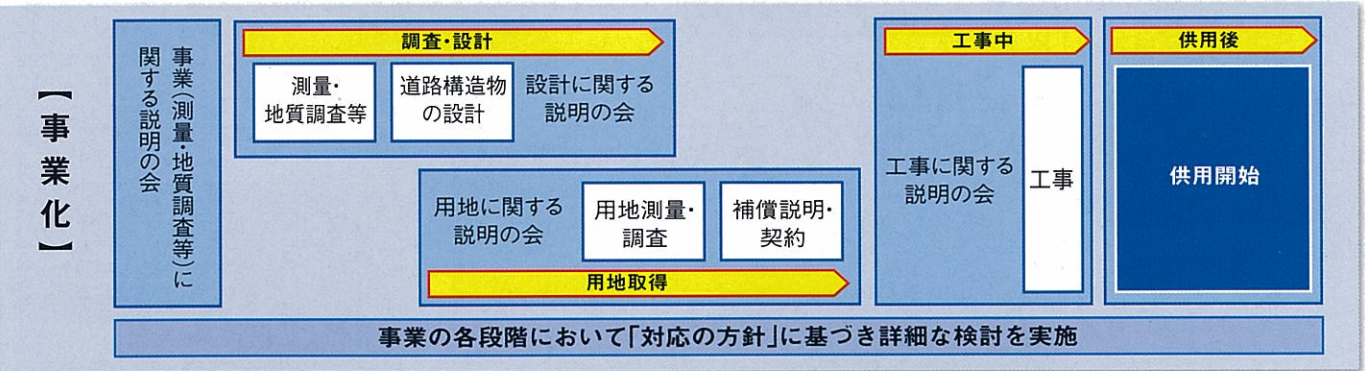 【事業化】
事業(測量・地質調査等)に
関する説明の会
調査・設計
測量・
地質調査等
道路構造物
の設計
設計に関する
説明の会
用地に関する
説明の会
用地測量・
調査
補償説明・
契約
用地取得
工事中
工事に関する
説明の会
工事
供用後
供用開始
事業の各段階において「対応の方針」に基づき詳細な検討を実施